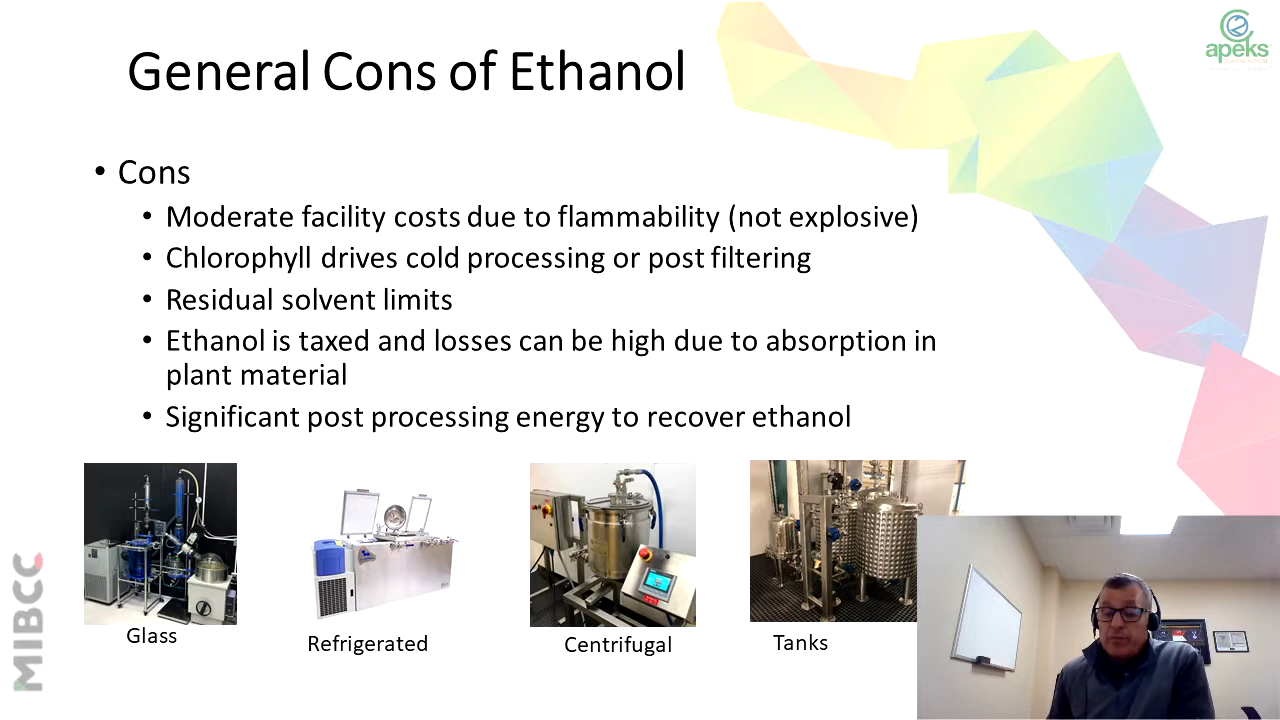 General Cons of Ethanol
apeks
• Cons
• Moderate facility costs due to flammability (not explosive)
• Chlorophyll drives cold processing or post filtering
• Residual solvent limits
• Ethanol is taxed and losses can be high due to absorption in
plant material
• Significant post processing energy to recover ethanol
Glass
Refrigerated
Centrifugal
Tanks
MIBCC